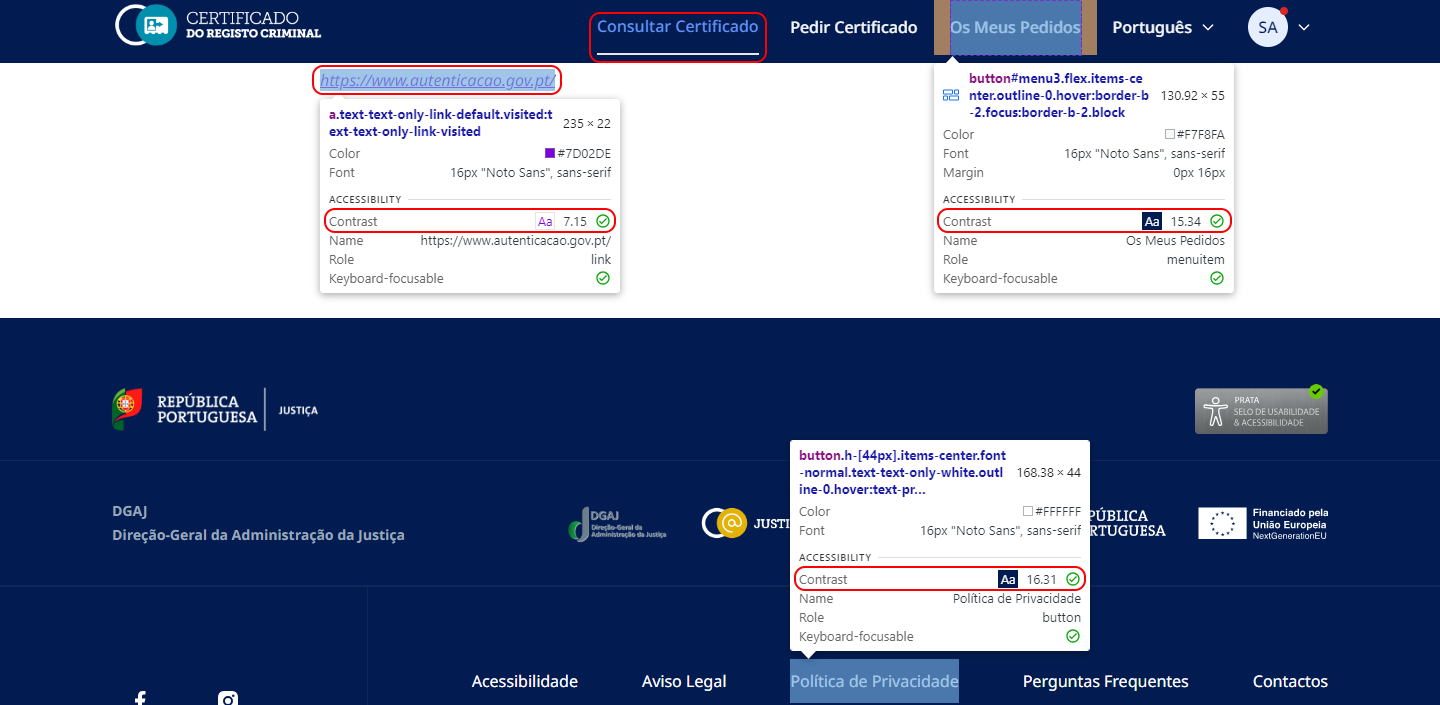 CERTIFICADO
DO REGISTO CRIMINAL
Consultar Certificado
Pedir Certificado
Os Meus Pedidos
Português
SA
https://www.autenticacao.gov.pt/
a.text-text-only-link-default.visited:t
ext-text-only-link-visited
235 × 22
Color
#7D02DE
Font
16px "Noto Sans", sans-serif
ACCESSIBILITY
Contrast
Aa
7.15
Name
https://www.autenticacao.gov.pt/
Role
link
Keyboard-focusable
button#menu3.flex.items-ce
nter.outline-0.hover:border-b
-2.focus:border-b-2.block
130.92 × 55
Color
#F7F8FA
Font
16px "Noto Sans", sans-serif
Margin
0px 16px
ACCESSIBILITY
Contrast
Aa
15.34
Name
Os Meus Pedidos
Role
menuitem
Keyboard-focusable
REPÚBLICA
PORTUGUESA
JUSTIÇA
PRATA
SELO DE USABILIDADE
& ACESSIBILIDADE
button.h-[44px].items-center.font
-normal.text-text-only-white.outl
ine-0.hover:text-pr...
168.38 × 44
Color
#FFFFFF
Font
16px "Noto Sans", sans-serif
ACCESSIBILITY
Contrast
Aa
16.31
Name
Política de Privacidade
Role
button
Keyboard-focusable
DGAJ
Direção-Geral da Administração da Justiça
DGAJ
Direção-Geral da
Administração da Justiça
JUSTI
PÚBLICA
RTUGUESA
Financiado pela
União Europeia
NextGenerationEU
Acessibilidade
Aviso Legal
Política de Privacidade
Perguntas Frequentes
Contactos